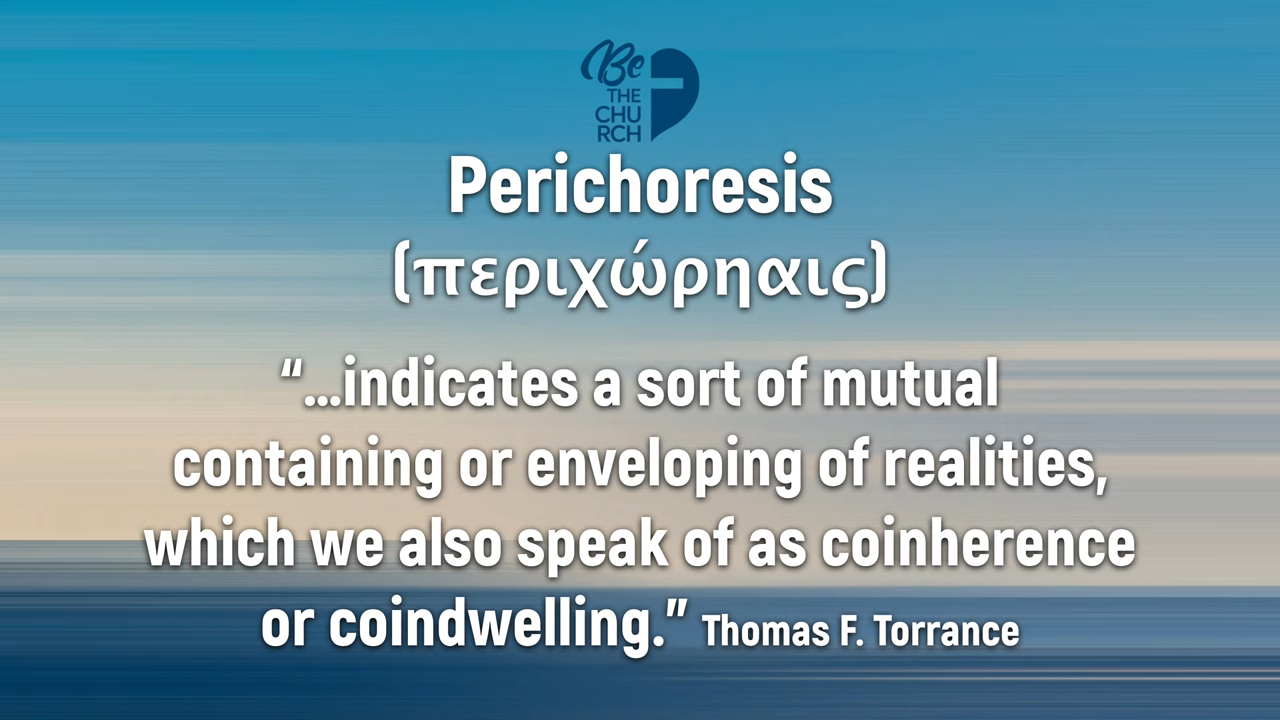 Be
THE
CHU
RCH
Perichoresis
(περιχώρηαις)
“...indicates a sort of mutual
containing or enveloping of realities,
which we also speak of as coinherence
or coindwelling.” Thomas F. Torrance